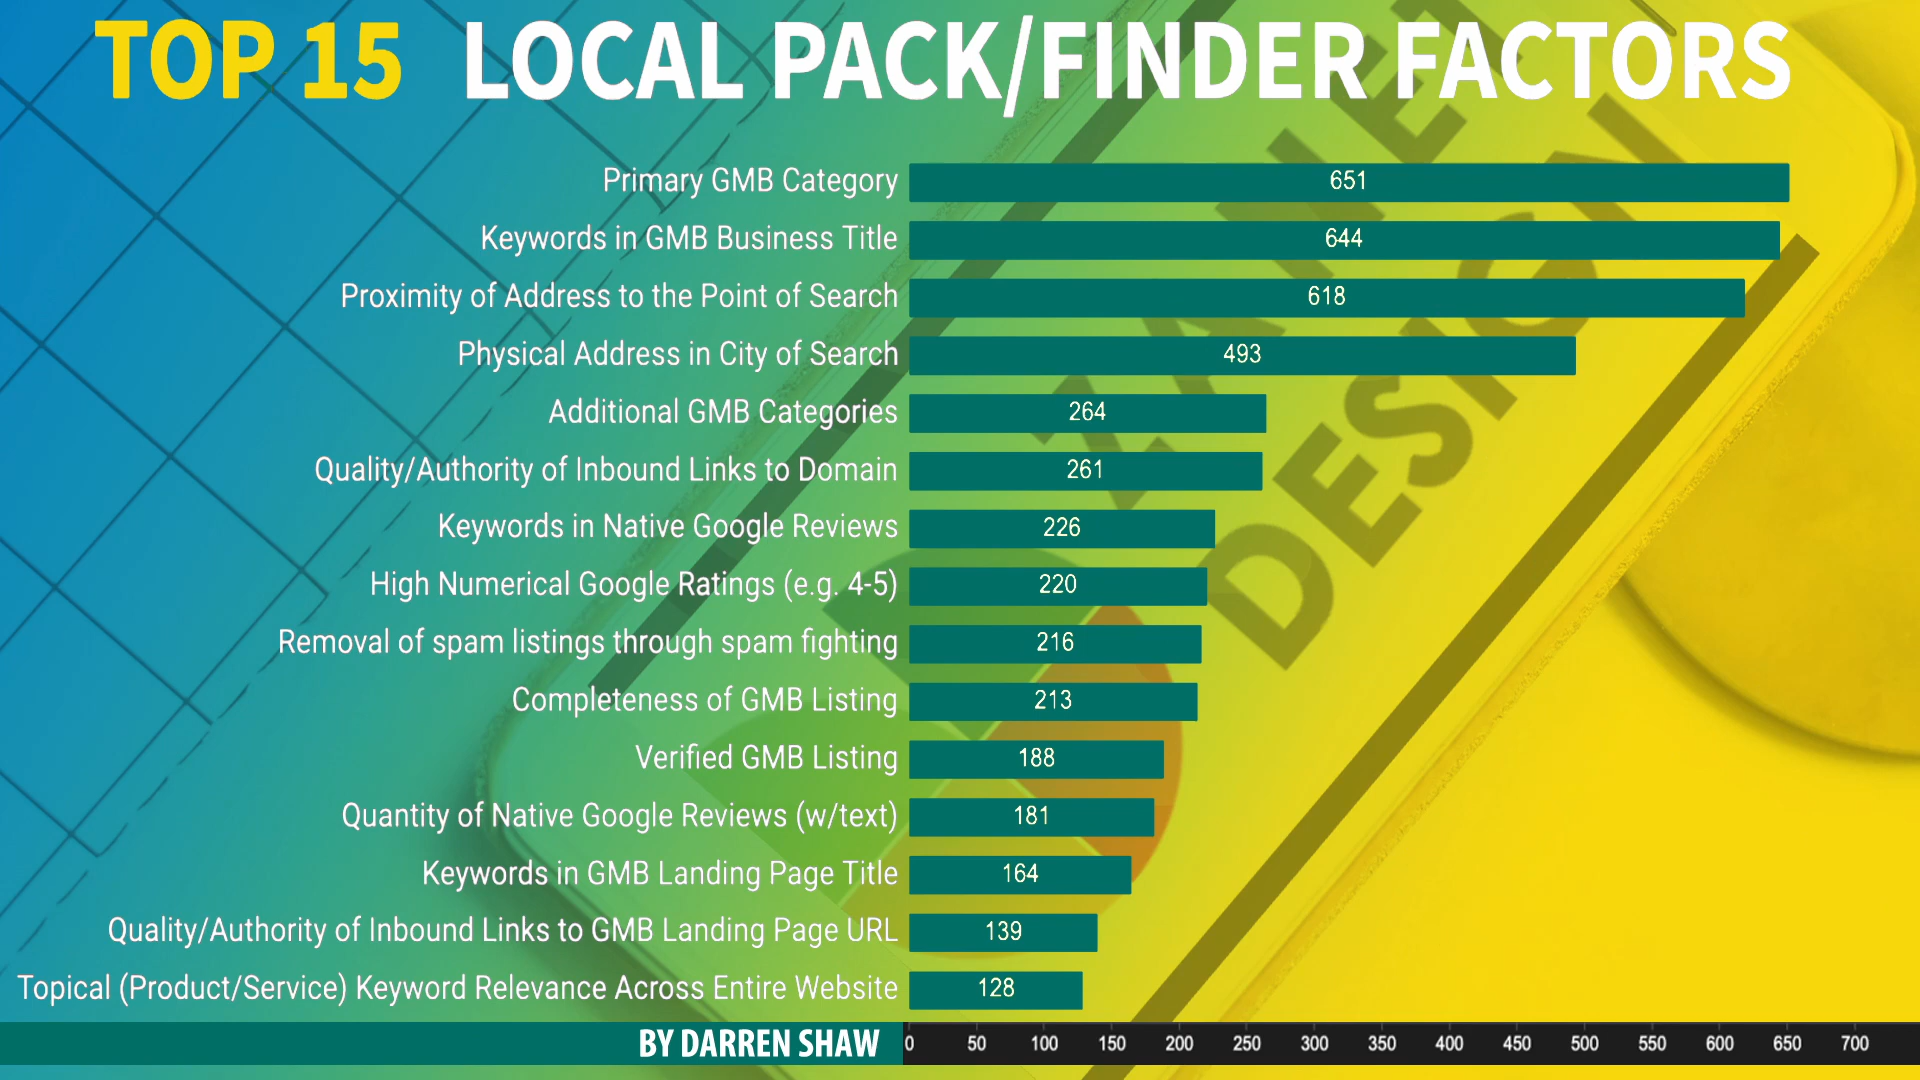 TOP 15 LOCAL PACK/FINDER FACTORS
Primary GMB Category 651
Keywords in GMB Business Title 644
Proximity of Address to the Point of Search 618
Physical Address in City of Search 493
Additional GMB Categories 264
Quality/Authority of Inbound Links to Domain 261
Keywords in Native Google Reviews 226
High Numerical Google Ratings (e.g. 4-5) 220
Removal of spam listings through spam fighting 216
Completeness of GMB Listing 213
Verified GMB Listing 188
Quantity of Native Google Reviews (w/text) 181
Keywords in GMB Landing Page Title 164
Quality/Authority of Inbound Links to GMB Landing Page URL 139
Topical (Product/Service) Keyword Relevance Across Entire Website 128
BY DARREN SHAW 0 50 100 150 200 250 300 350 400 450 500 550 600 650 700
DESIGN